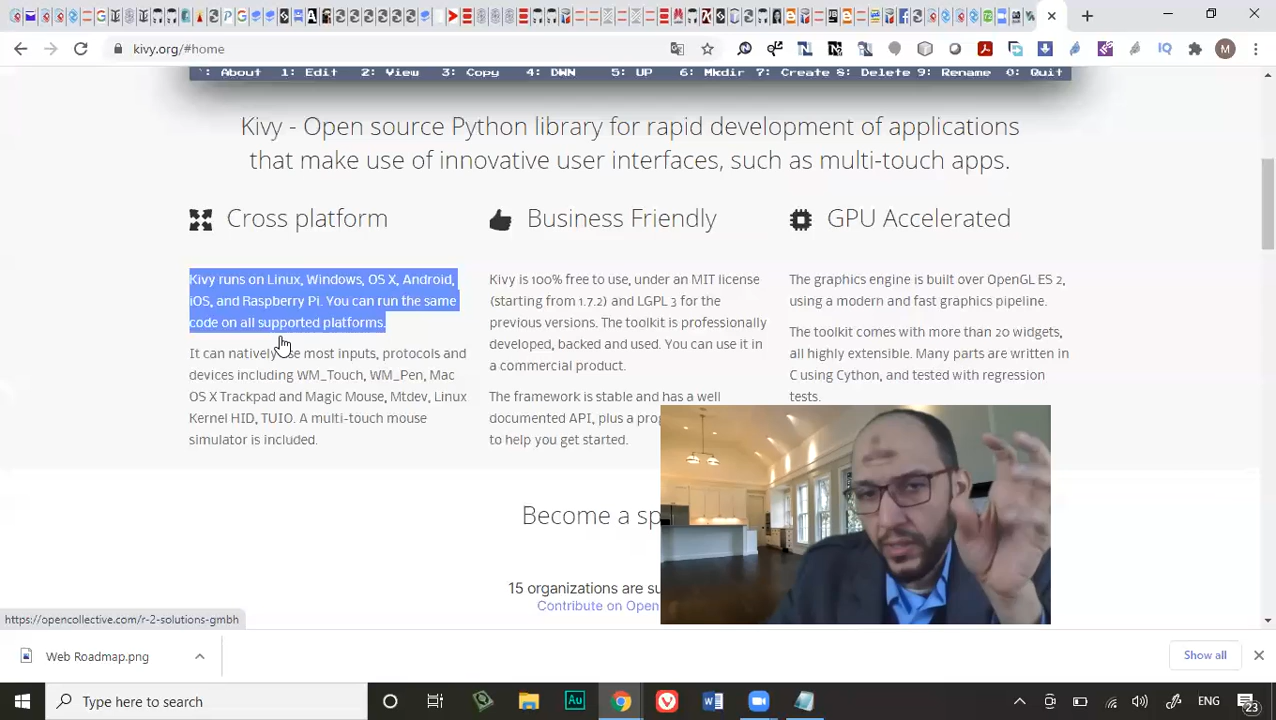 kivy.org/#home
M
: About 1: Edit 2: View 3: Copy 4: DWN 5: UP 6: Mkdir 7: Create 8: Delete 9: Rename 0: Quit
Kivy - Open source Python library for rapid development of applications
that make use of innovative user interfaces, such as multi-touch apps.
Cross platform
Kivy runs on Linux, Windows, OS X, Android,
iOS, and Raspberry Pi. You can run the same
code on all supported platforms.
It can natively use most inputs, protocols and
devices including WM_Touch, WM_Pen, Mac
OS X Trackpad and Magic Mouse, Mtdev, Linux
Kernel HID, TUIO. A multi-touch mouse
simulator is included.
Business Friendly
Kivy is 100% free to use, under an MIT license
(starting from 1.7.2) and LGPL 3 for the
previous versions. The toolkit is professionally
developed, backed and used. You can use it in
a commercial product.
The framework is stable and has a well
documented API, plus a
to help you get started.
GPU Accelerated
The graphics engine is built over OpenGL ES 2,
using a modern and fast graphics pipeline.
The toolkit comes with more than 20 widgets,
all highly extensible. Many parts are written in
C using Cython, and tested with regression
tests.
Become a
15 organizations are
Contribute on Open
https://opencollective.com/r-2-solutions-gmbh
Web Roadmap.png
Show all
Type here to search
ENG
23